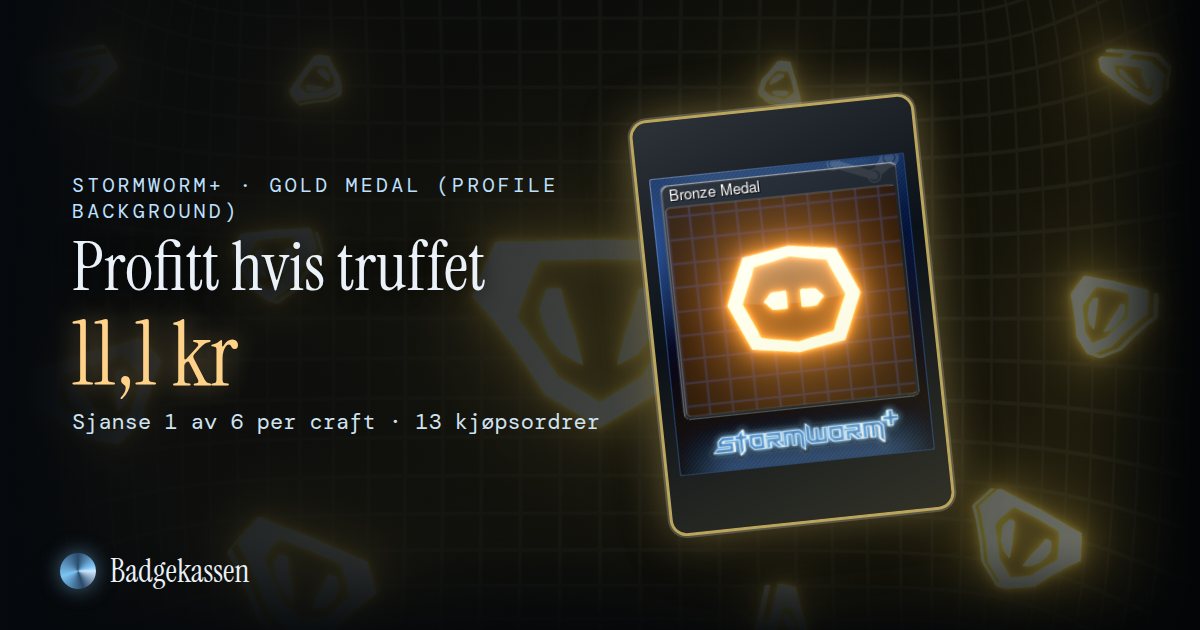 STORMWORM+ · GOLD MEDAL (PROFILE
BACKGROUND)
Profitt hvis truffet
11,1 kr
Sjanse 1 av 6 per craft · 13 kjøpsordrer
Badgekassen
Bronze Medal
stormworm+